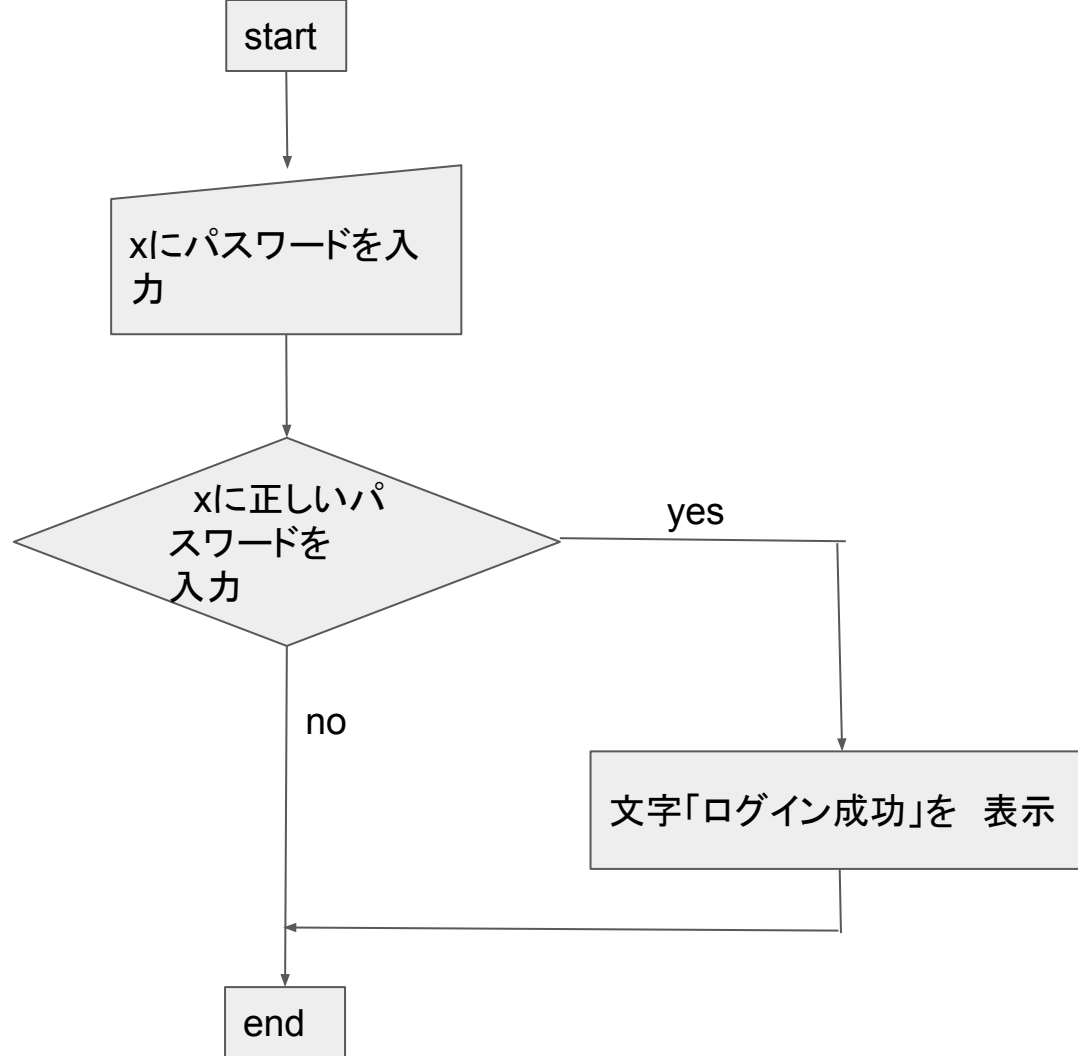 start
xにパスワードを入
力
xに正しいパ
スワードを
入力
yes
no
文字「ログイン成功」を　表示
end